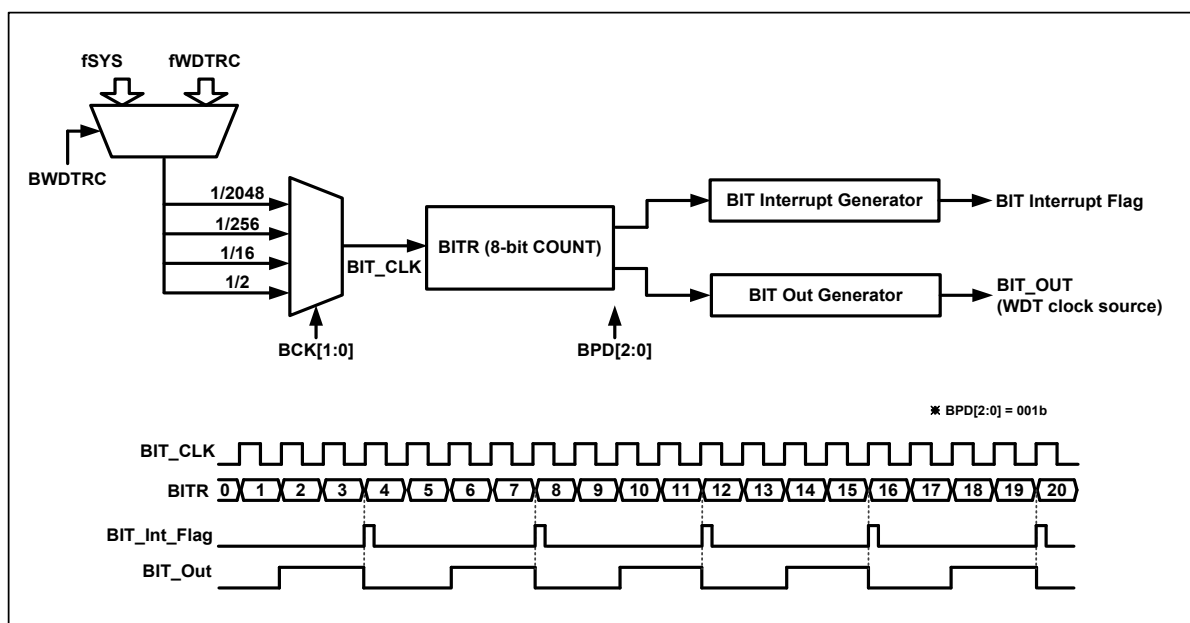 fSYS fWDTRC
BWDTRC
1/2048
1/256
1/16
1/2
BCK[1:0]
BIT_CLK
BITR (8-bit COUNT)
BPD[2:0]
BIT Interrupt Generator
BIT Interrupt Flag
BIT Out Generator
BIT_OUT
(WDT clock source)
※ BPD[2:0] = 001b
BIT_CLK
BITR 0 1 2 3 4 5 6 7 8 9 10 11 12 13 14 15 16 17 18 19 20
BIT_Int_Flag
BIT_Out